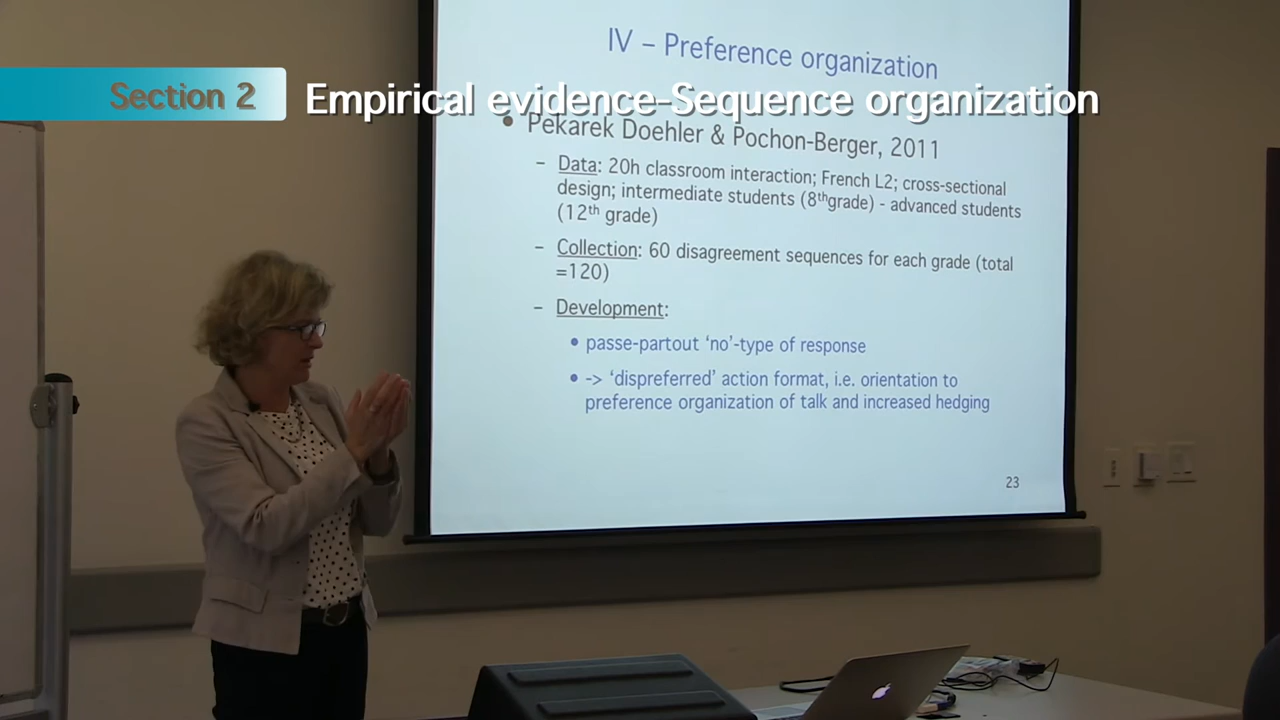 IV – Preference organization
Section 2
Empirical evidence-Sequence organization
• Pekarek Doehler & Pochon-Berger, 2011
– Data: 20h classroom interaction; French L2; cross-sectional
design; intermediate students (8thgrade) - advanced students
(12th grade)
– Collection: 60 disagreement sequences for each grade (total
=120)
– Development:
• passe-partout ‘no’-type of response
• -> ‘dispreferred’ action format, i.e. orientation to
preference organization of talk and increased hedging
23